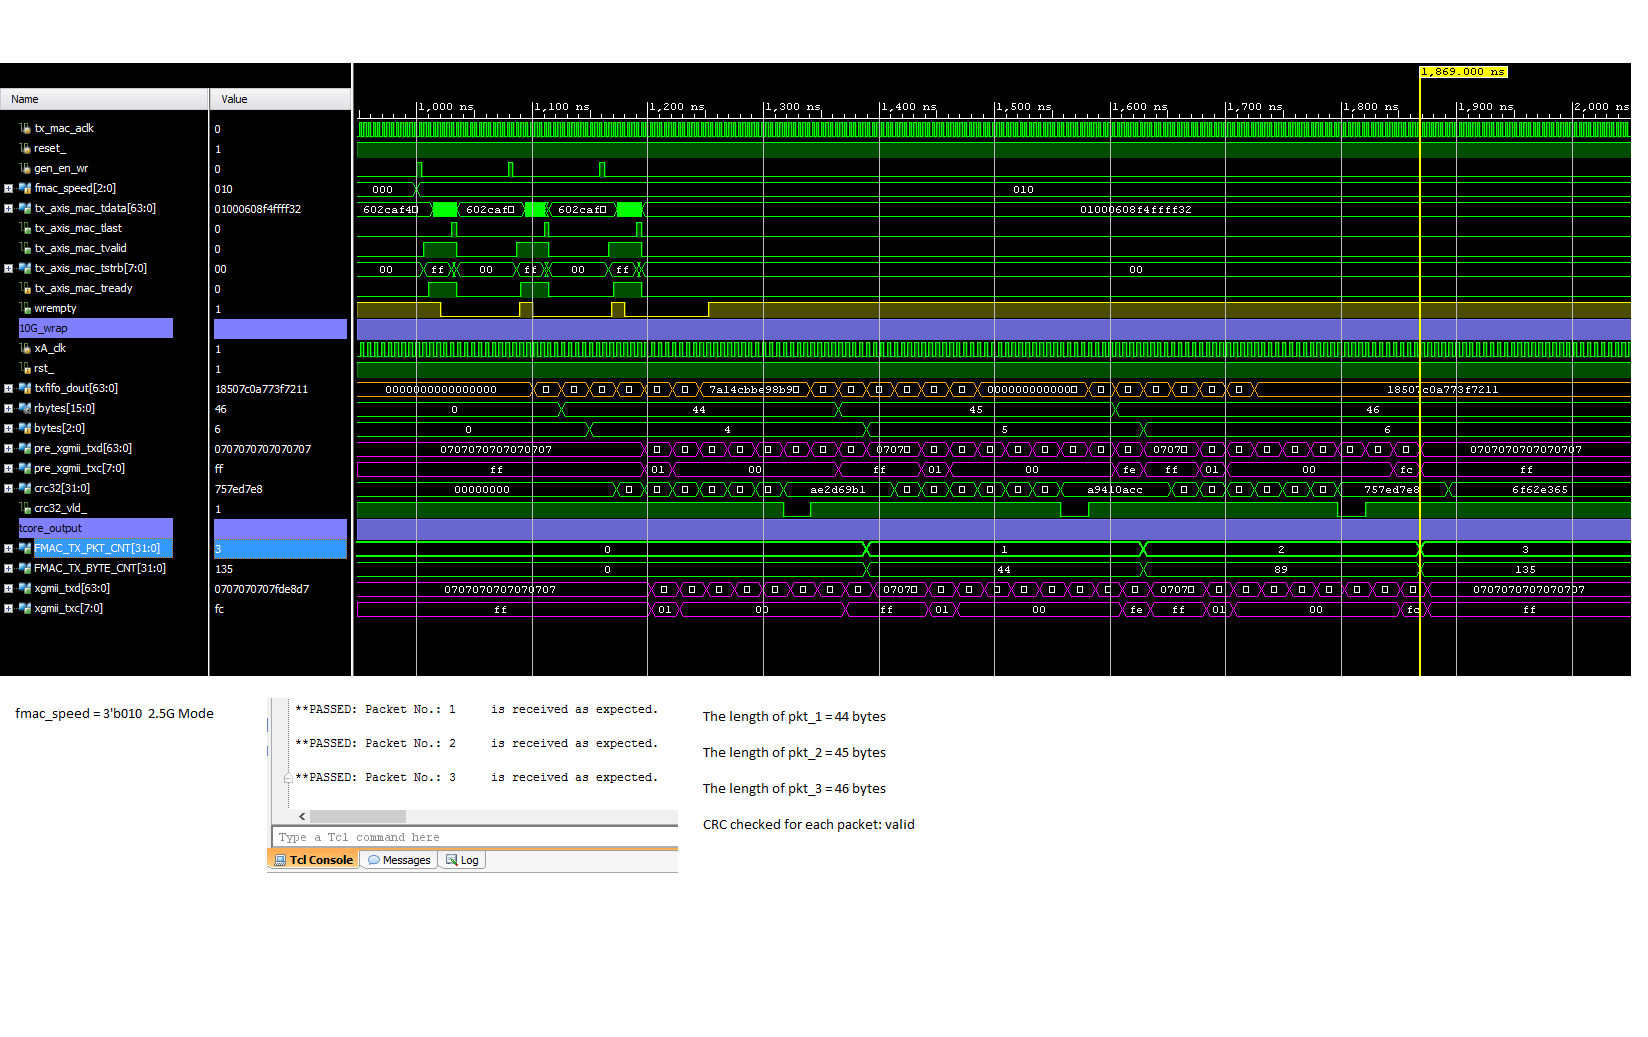 1,869.000 ns
Name Value
1,000 ns 1,100 ns 1,200 ns 1,300 ns 1,400 ns 1,500 ns 1,600 ns 1,700 ns 1,800 ns 1,900 ns 2,000 ns
tx_mac_aclk 0
reset_ 1
gen_en_wr 0
fmac_speed[2:0] 010 000 010
tx_axis_mac_tdata[63:0] 01000608f4ffff32 602caf4 602caf 602caf 01000608f4ffff32
tx_axis_mac_tlast 0
tx_axis_mac_tvalid 0
tx_axis_mac_tstrb[7:0] 00 00 ff 00 ff 00 ff 00
tx_axis_mac_tready 0
wrempty 1
10G_wrap
xA_clk 1
rst_ 1
txfifo_dout[63:0] 18507c0a773f7211 0000000000000000 7a14cbbe98b9 000000000000 18507c0a773f7211
rbytes[15:0] 46 0 44 45 46
bytes[2:0] 6 0 4 5 6
pre_xgmii_txd[63:0] 0707070707070707 0707070707070707 0707 0707 0707070707070707
pre_xgmii_txc[7:0] ff ff 01 00 ff 01 00 fe ff 01 00 fc ff
crc32[31:0] 757ed7e8 00000000 ae2d69b1 a9410acc 757ed7e8 6f62e365
crc32_vld_ 1
tcore_output
FMAC_TX_PKT_CNT[31:0] 3 0 1 2 3
FMAC_TX_BYTE_CNT[31:0] 135 0 44 89 135
xgmii_txd[63:0] 0707070707fde8d7 0707070707070707 0707 0707 0707070707070707
xgmii_txc[7:0] fc ff 01 00 ff 01 00 fe ff 01 00 fc ff
fmac_speed = 3'b010 2.5G Mode
**PASSED: Packet No.: 1 is received as expected.
**PASSED: Packet No.: 2 is received as expected.
**PASSED: Packet No.: 3 is received as expected.
Type a Tcl command here
Tcl Console Messages Log
The length of pkt_1 = 44 bytes
The length of pkt_2 = 45 bytes
The length of pkt_3 = 46 bytes
CRC checked for each packet: valid